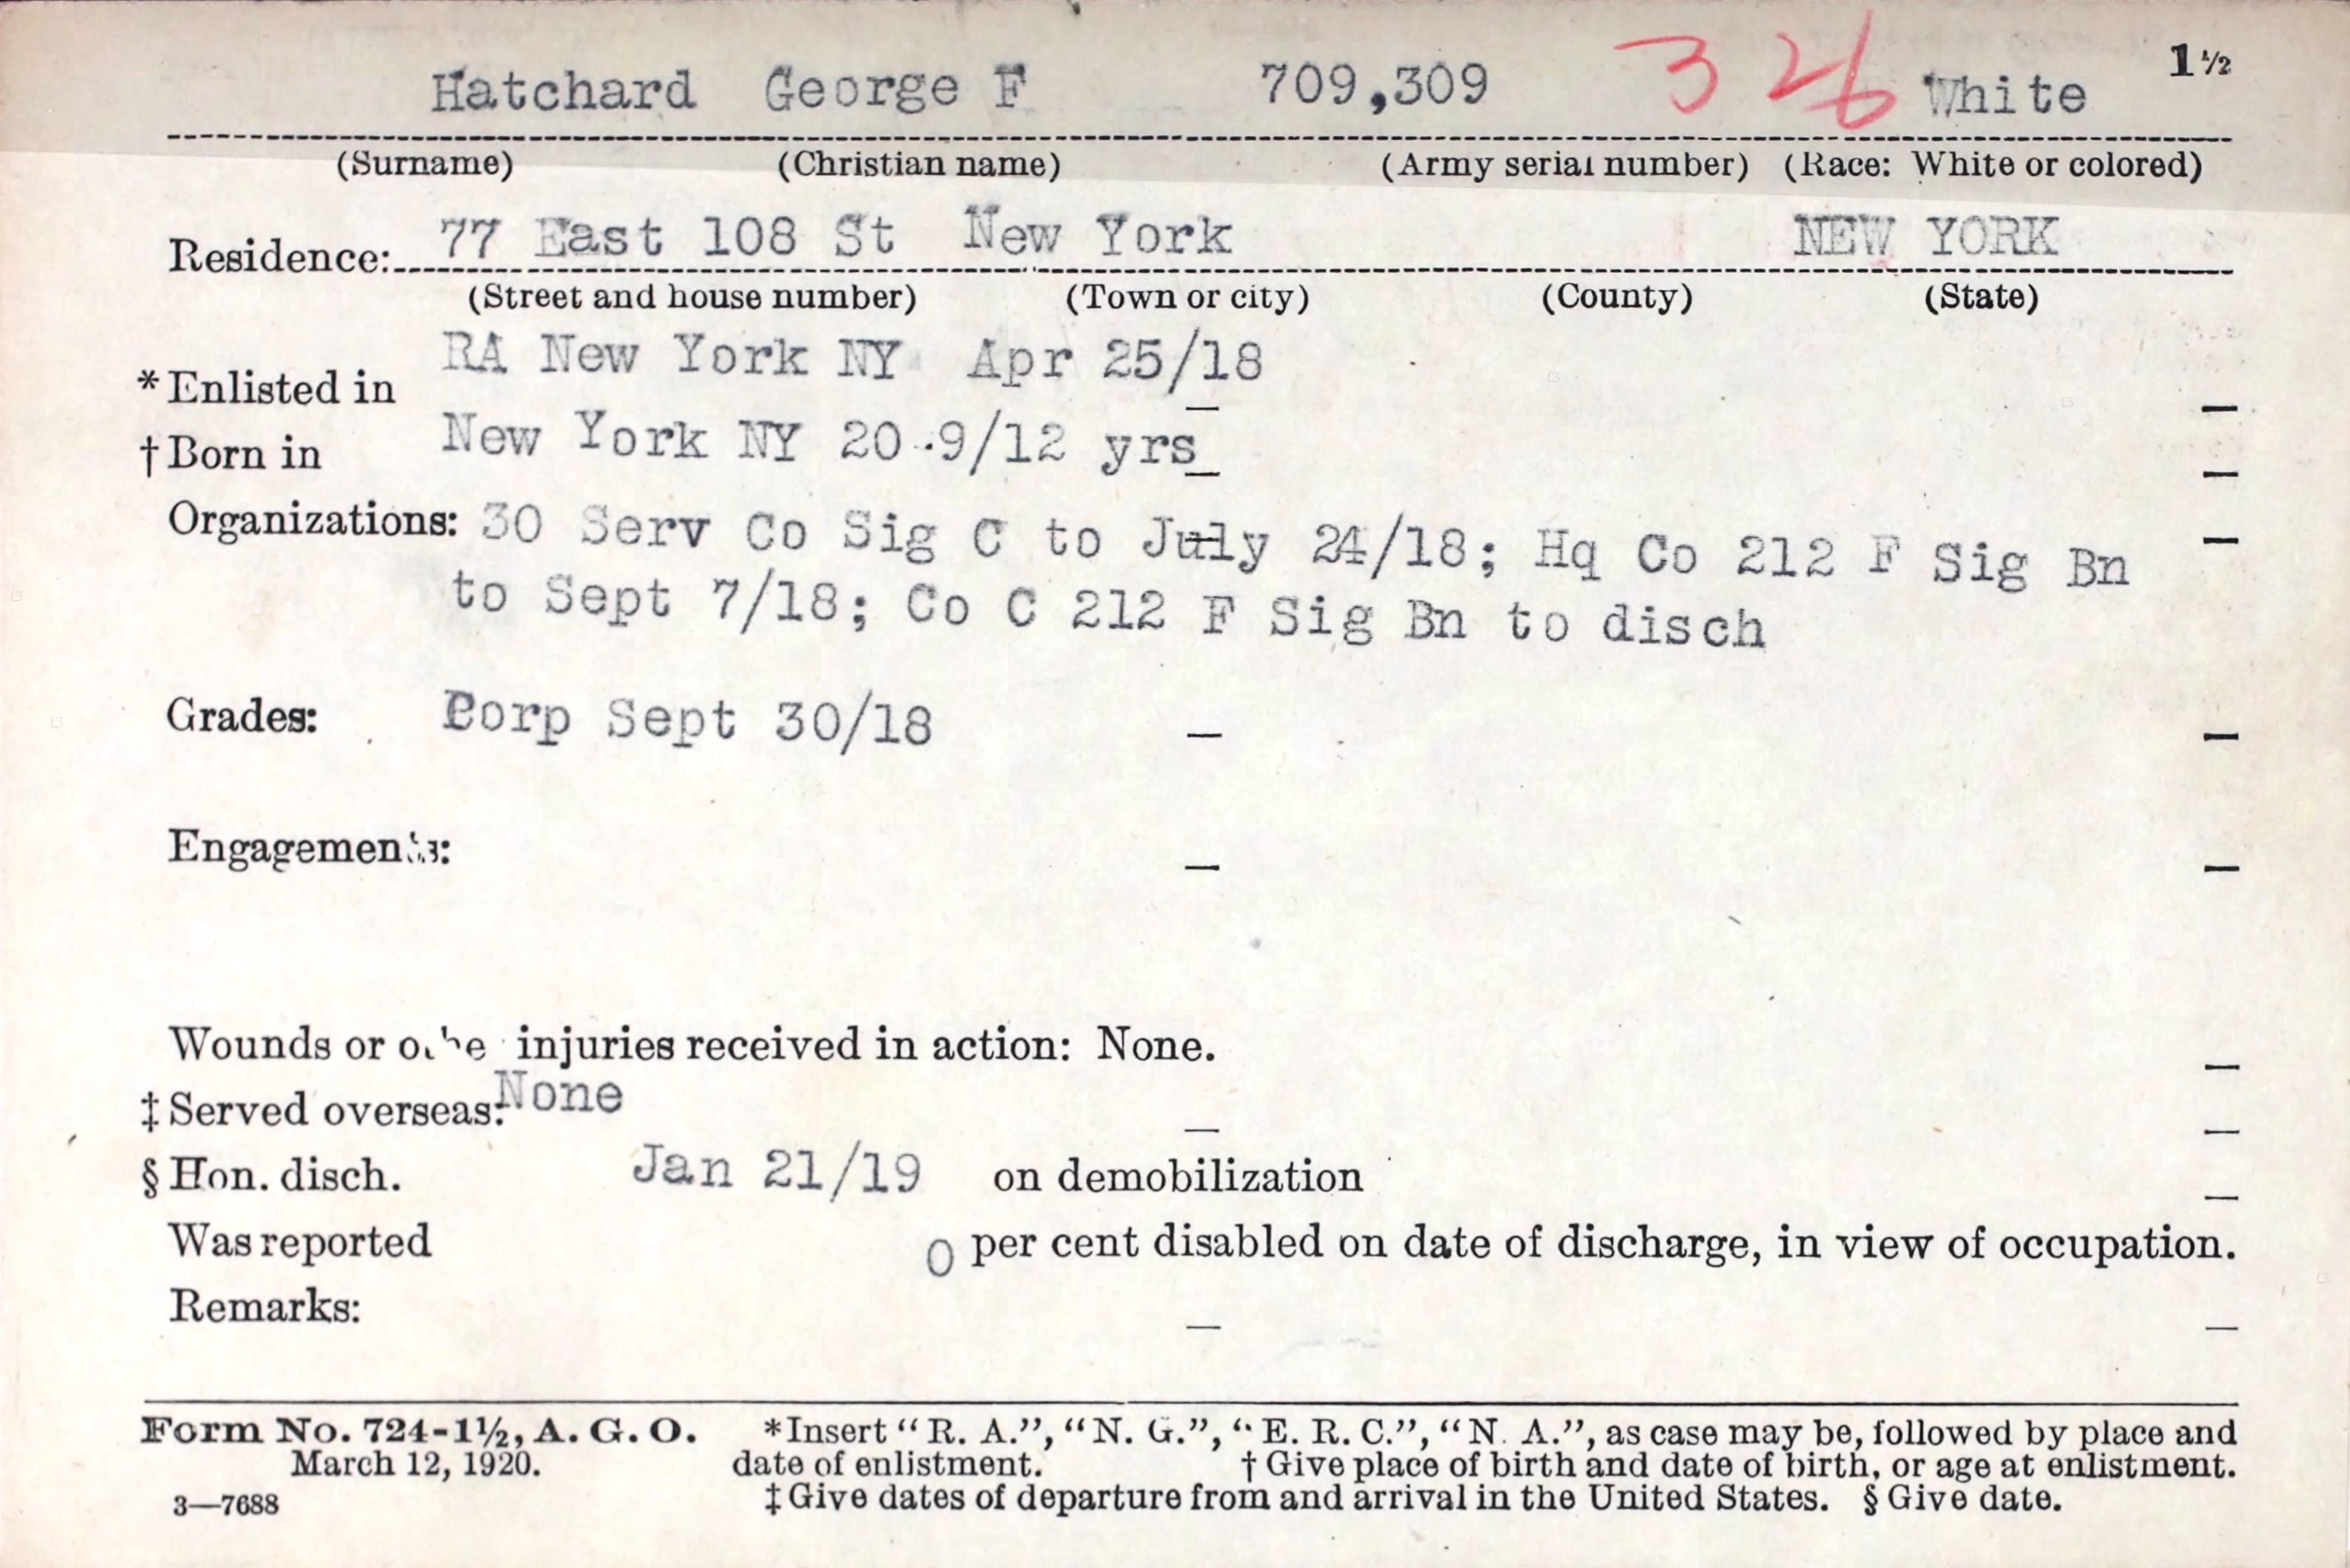 Hatchard George F 709,309 326 White 1½
(Surname) (Christian name) (Army serial number) (Race: White or colored)
Residence: 77 East 108 St New York NEW YORK
(Street and house number) (Town or city) (County) (State)
*Enlisted in RA New York NY Apr 25/18
†Born in New York NY 20 9/12 yrs
Organizations: 30 Serv Co Sig C to July 24/18; Hq Co 212 F Sig Bn
to Sept 7/18; Co C 212 F Sig Bn to disch
Grades: Corp Sept 30/18
Engagements:
Wounds or othe injuries received in action: None.
‡Served overseas: None
§Hon. disch. Jan 21/19 on demobilization
Was reported 0 per cent disabled on date of discharge, in view of occupation.
Remarks:
Form No. 724-1½, A. G. O. *Insert "R. A.", "N. G.", "E. R. C.", "N. A.", as case may be, followed by place and
March 12, 1920. date of enlistment. †Give place of birth and date of birth, or age at enlistment.
3—7688 ‡Give dates of departure from and arrival in the United States. §Give date.